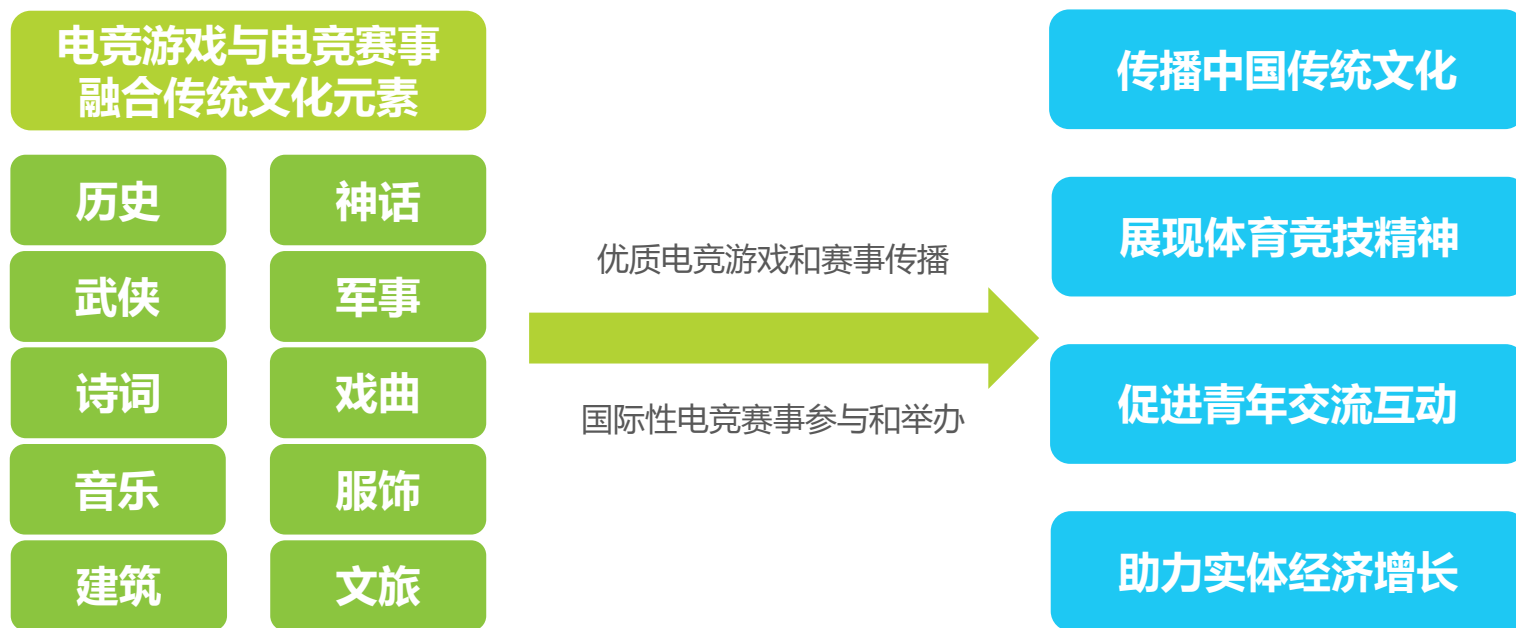 电竞游戏与电竞赛事
融合传统文化元素
历史
神话
武侠
军事
诗词
戏曲
音乐
服饰
建筑
文旅
优质电竞游戏和赛事传播
国际性电竞赛事参与和举办
传播中国传统文化
展现体育竞技精神
促进青年交流互动
助力实体经济增长